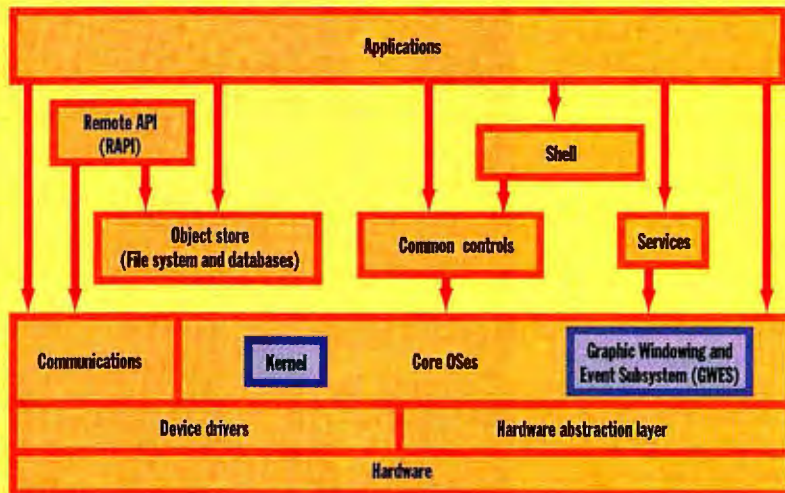 Applications
Remote API
(RAPI)
Shell
Object store
(File system and databases)
Common controls
Services
Communications
Kernel
Core OSes
Graphic Windowing and
Event Subsystem (GWES)
Device drivers
Hardware abstraction layer
Hardware